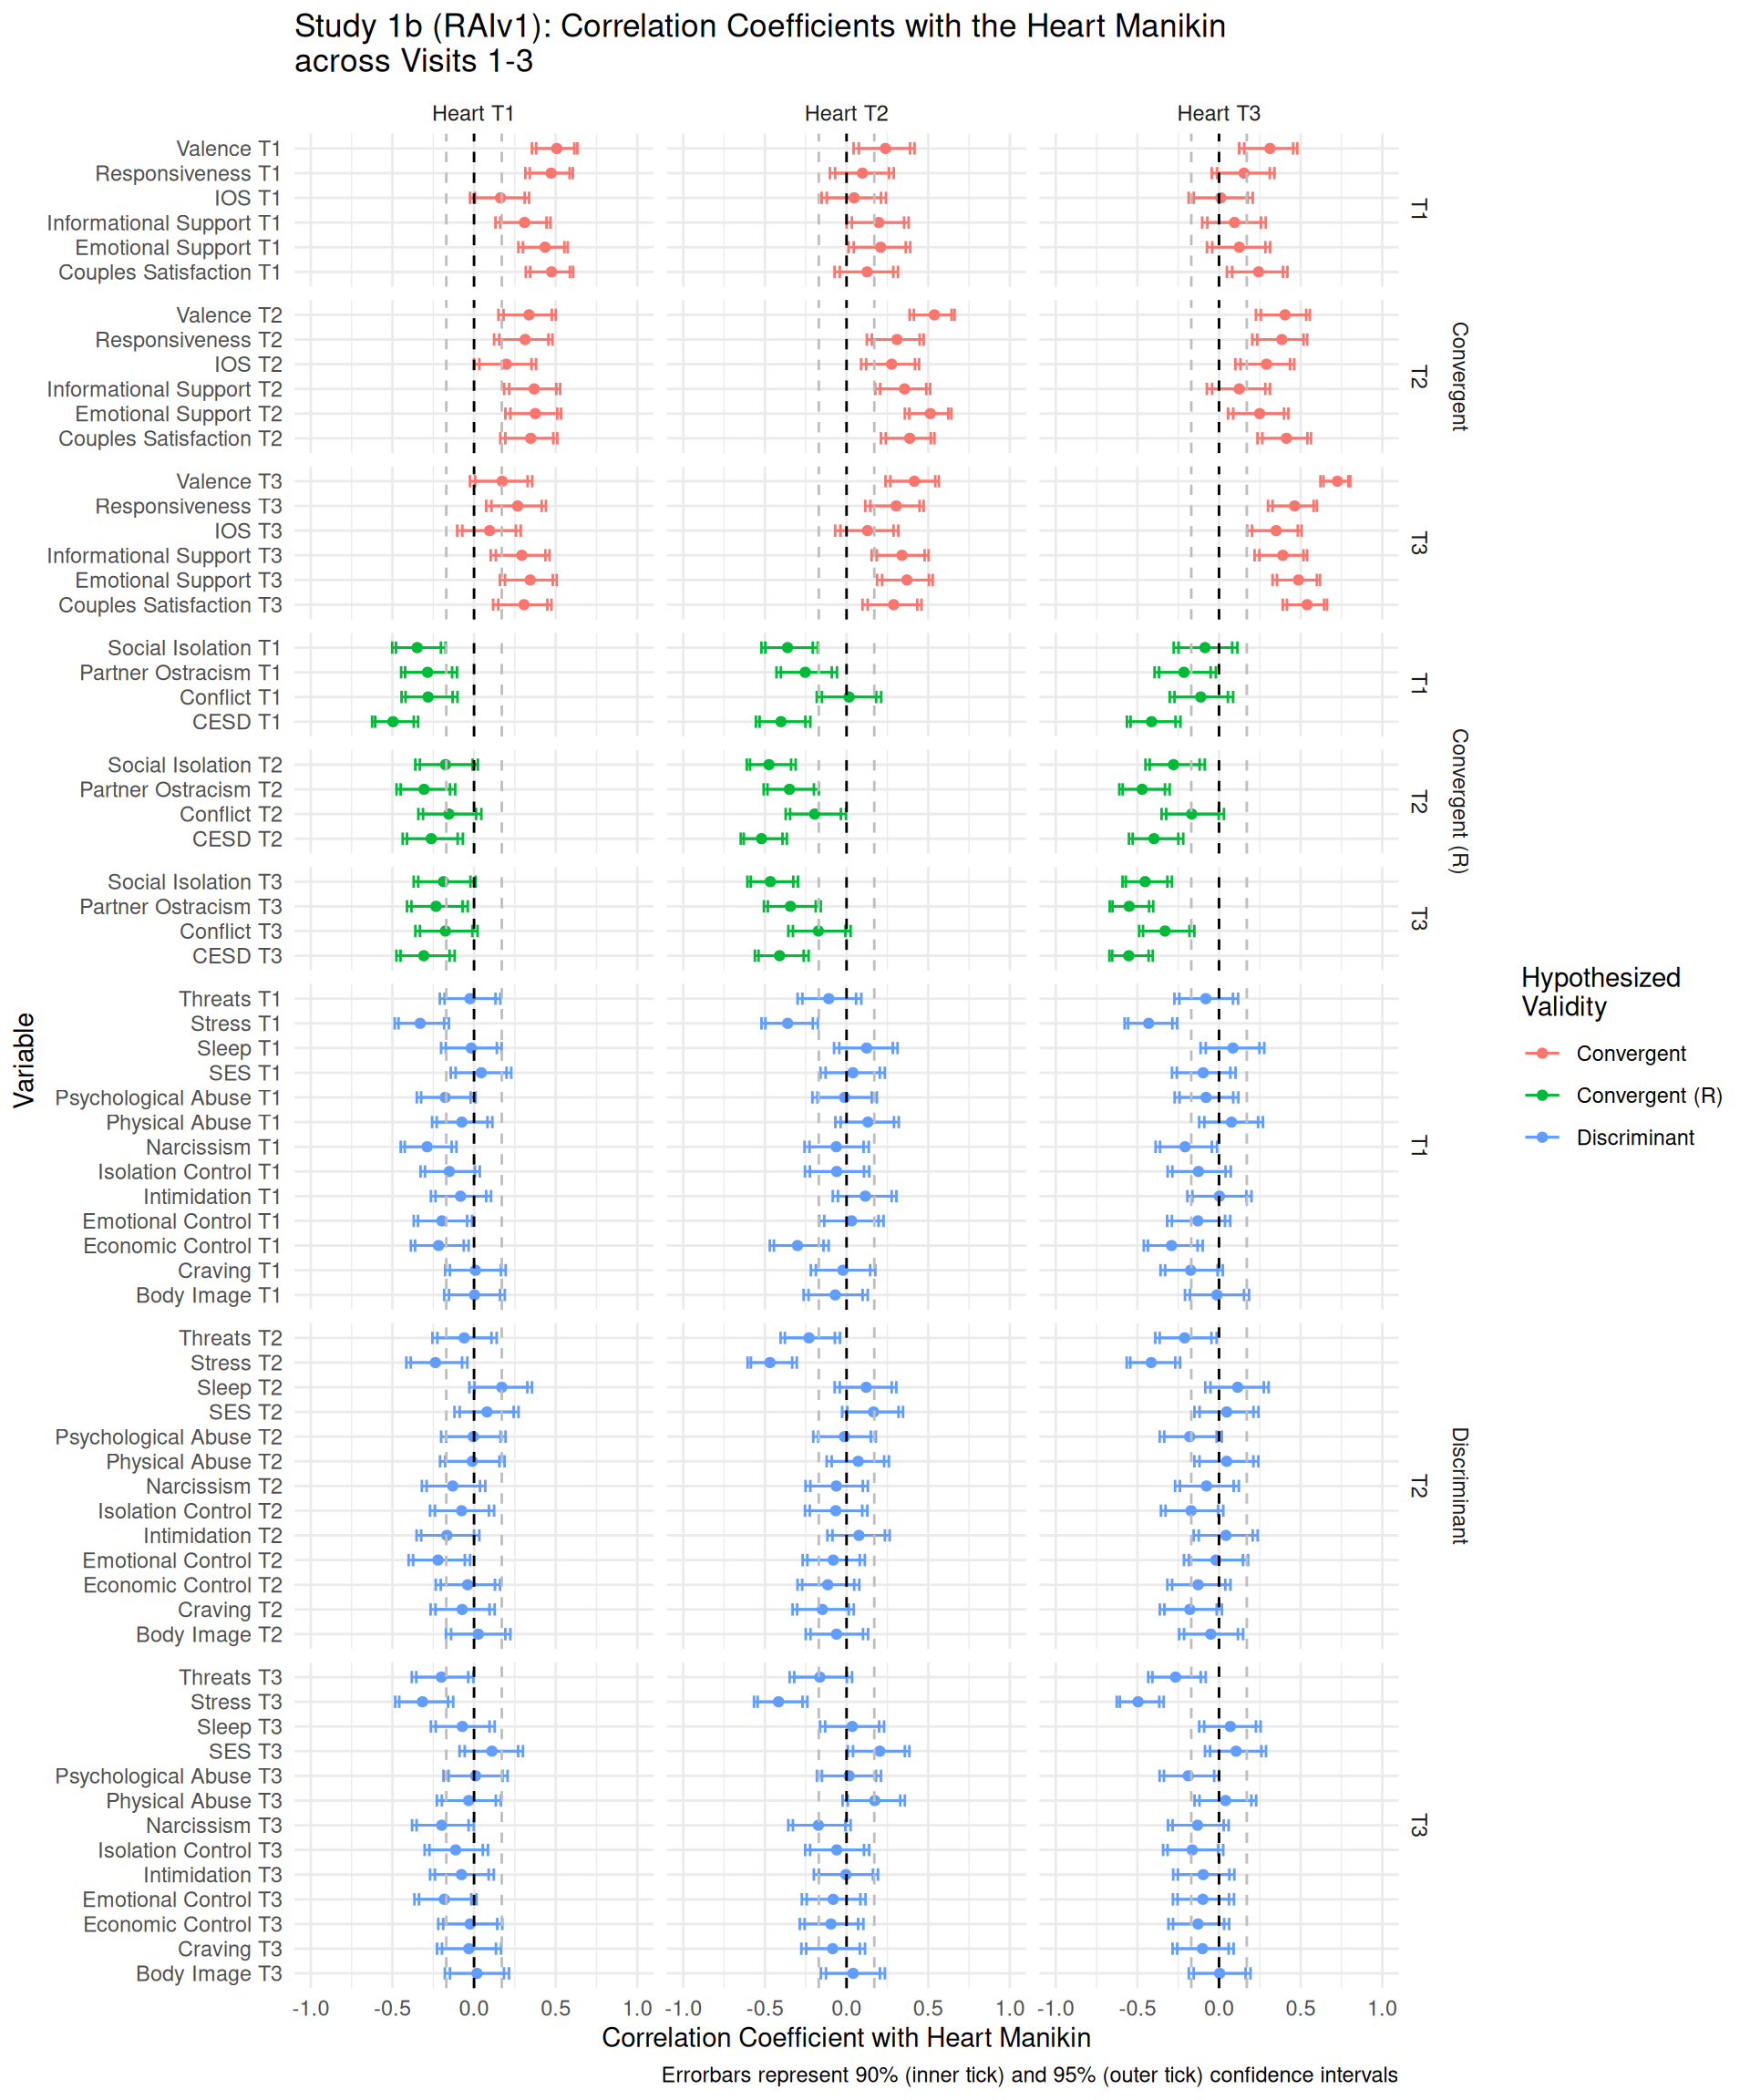 Study 1b (RAIv1): Correlation Coefficients with the Heart Manikin
across Visits 1-3
Heart T1
Heart T2
Heart T3
Valence T1
Responsiveness T1
IOS T1
Informational Support T1
Emotional Support T1
Couples Satisfaction T1
T1
Valence T2
Responsiveness T2
IOS T2
Informational Support T2
Emotional Support T2
Couples Satisfaction T2
T2
Convergent
Valence T3
Responsiveness T3
IOS T3
Informational Support T3
Emotional Support T3
Couples Satisfaction T3
T3
Social Isolation T1
Partner Ostracism T1
Conflict T1
CESD T1
T1
Social Isolation T2
Partner Ostracism T2
Conflict T2
CESD T2
T2
Convergent (R)
Social Isolation T3
Partner Ostracism T3
Conflict T3
CESD T3
T3
Threats T1
Stress T1
Sleep T1
SES T1
Psychological Abuse T1
Physical Abuse T1
Narcissism T1
Isolation Control T1
Intimidation T1
Emotional Control T1
Economic Control T1
Craving T1
Body Image T1
T1
Threats T2
Stress T2
Sleep T2
SES T2
Psychological Abuse T2
Physical Abuse T2
Narcissism T2
Isolation Control T2
Intimidation T2
Emotional Control T2
Economic Control T2
Craving T2
Body Image T2
T2
Discriminant
Threats T3
Stress T3
Sleep T3
SES T3
Psychological Abuse T3
Physical Abuse T3
Narcissism T3
Isolation Control T3
Intimidation T3
Emotional Control T3
Economic Control T3
Craving T3
Body Image T3
T3
Variable
-1.0 -0.5 0.0 0.5 1.0 -1.0 -0.5 0.0 0.5 1.0 -1.0 -0.5 0.0 0.5 1.0
Correlation Coefficient with Heart Manikin
Errorbars represent 90% (inner tick) and 95% (outer tick) confidence intervals
Hypothesized
Validity
Convergent
Convergent (R)
Discriminant